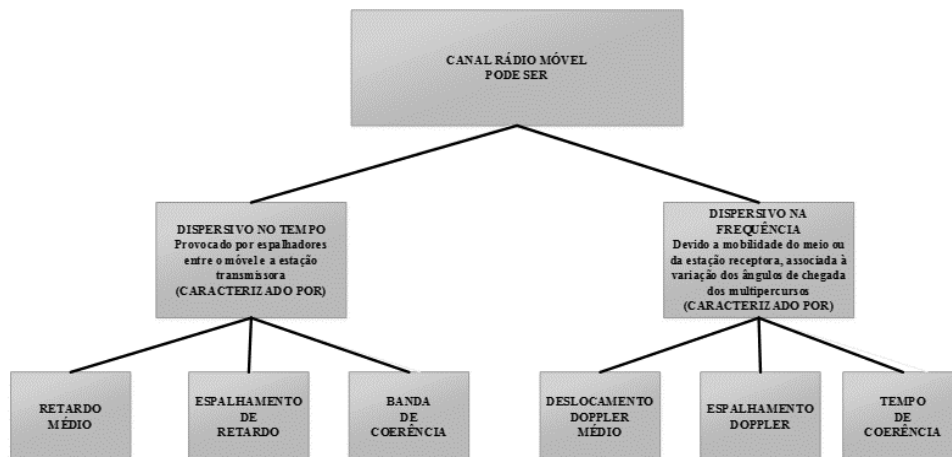 CANAL RÁDIO MÓVEL
PODE SER
DISPERSIVO NO TEMPO
Provocado por espalhadores
entre o móvel e a estação
transmissora
(CARACTERIZADO POR)
DISPERSIVO NA
FREQUÊNCIA
Devido a mobilidade do meio ou
da estação receptora, associada à
variação dos ângulos de chegada
dos multipercursos
(CARACTERIZADO POR)
RETARDO
MÉDIO
ESPALHAMENTO
DE
RETARDO
BANDA
DE
COERÊNCIA
DESLOCAMENTO
DOPPLER
MÉDIO
ESPALHAMENTO
DOPPLER
TEMPO
DE
COERÊNCIA